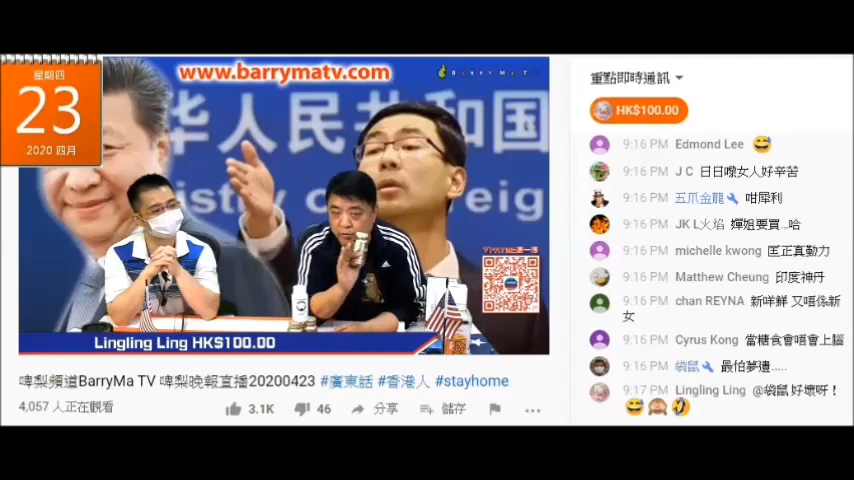 星期四
23
2020 四月
www.barrymatv.com
BARRYMATV
華人民共和國
istry of Foreign
Lingling Ling HK$100.00
啤梨頻道BarryMa TV 啤梨晚報直播20200423 #廣東話 #香港人 #stayhome
4,057 人正在觀看
3.1K
46
分享
儲存
重點即時通訊
HK$100.00
9:16 PM Edmond Lee
9:16 PM J C 日日嚟女人好辛苦
9:16 PM 五爪金龍 咁犀利
9:16 PM JK L火焰 嬋姐要買...哈
9:16 PM michelle kwong 匡正真動力
9:16 PM Matthew Cheung 印度神丹
9:16 PM chan REYNA 新咩鮮 又唔係新
女
9:16 PM Cyrus Kong 當糖食會唔會上腦
9:16 PM 袋鼠 最怕夢遺.....
9:17 PM Lingling Ling @袋鼠 好壞呀！